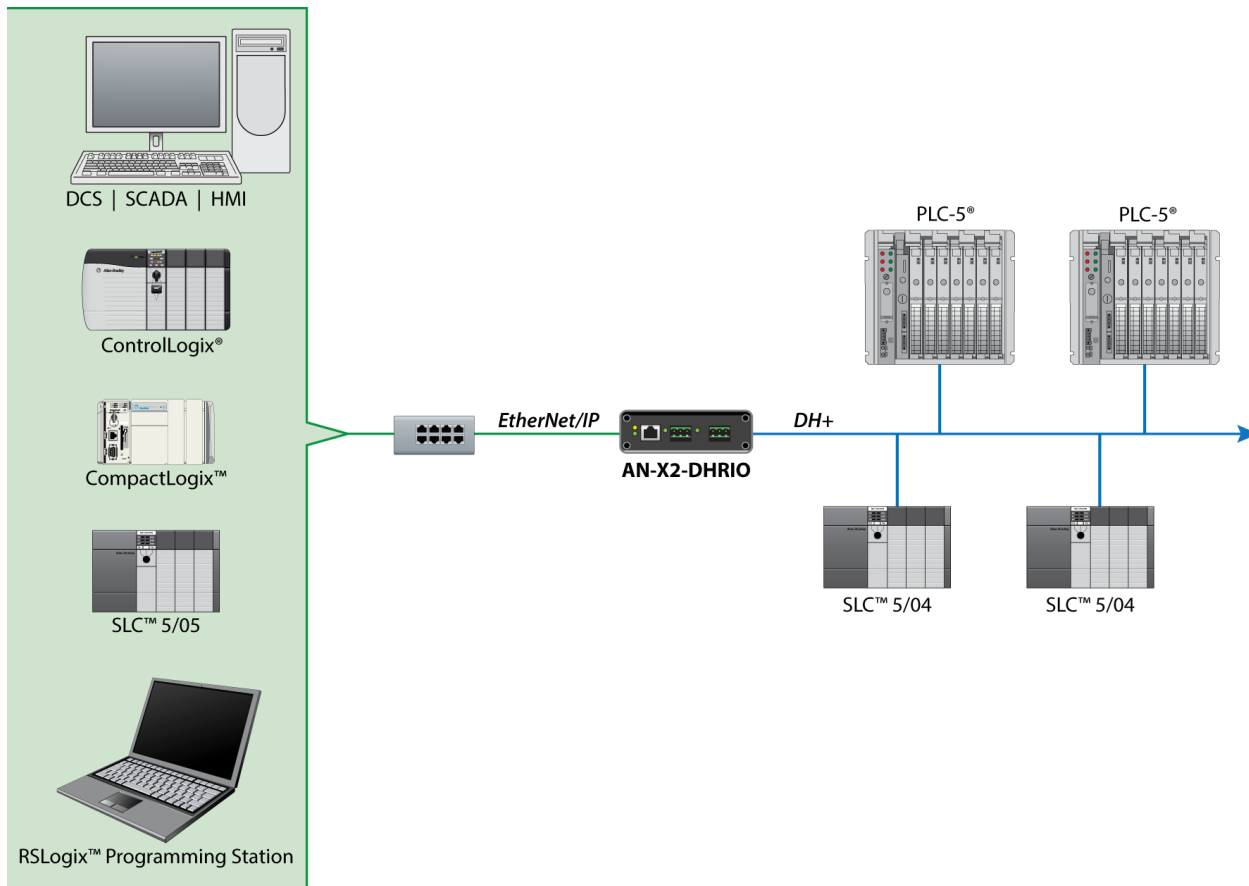 DCS | SCADA | HMI
ControlLogix®
CompactLogix™
SLC™ 5/05
RSLogix™ Programming Station
EtherNet/IP
AN-X2-DHRIO
DH+
PLC-5®
PLC-5®
SLC™ 5/04
SLC™ 5/04